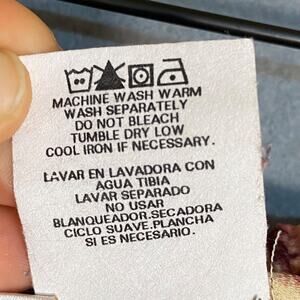 MACHINE WASH WARM
WASH SEPARATELY
DO NOT BLEACH
TUMBLE DRY LOW
COOL IRON IF NECESSARY.
LAVAR EN LAVADORA CON
AGUA TIBIA
LAVAR SEPARADO
NO USAR
BLANQUEADOR.SECADORA
CICLO SUAVE.PLANCHA
SI ES NECESARIO.